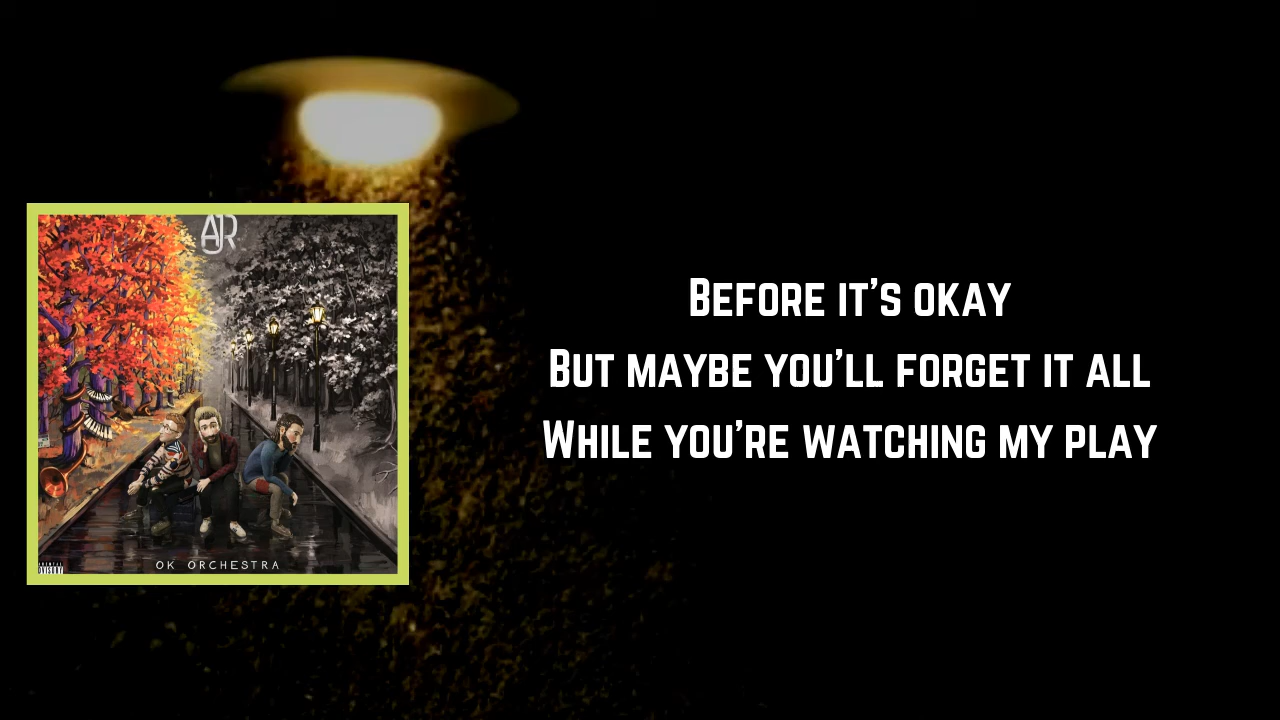 AJR
BEFORE IT'S OKAY
BUT MAYBE YOU'LL FORGET IT ALL
WHILE YOU'RE WATCHING MY PLAY
OK ORCHESTRA